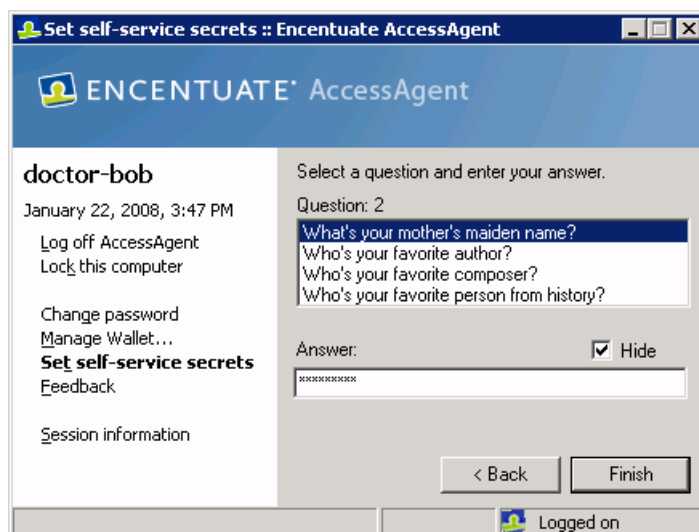 Set self-service secrets :: Encentuate AccessAgent
ENCENTUATE® AccessAgent
doctor-bob
January 22, 2008, 3:47 PM
Log off AccessAgent
Lock this computer
Change password
Manage Wallet...
Set self-service secrets
Feedback
Session information
Select a question and enter your answer.
Question: 2
What's your mother's maiden name?
Who's your favorite author?
Who's your favorite composer?
Who's your favorite person from history?
Answer:
Hide
*********
< Back
Finish
Logged on